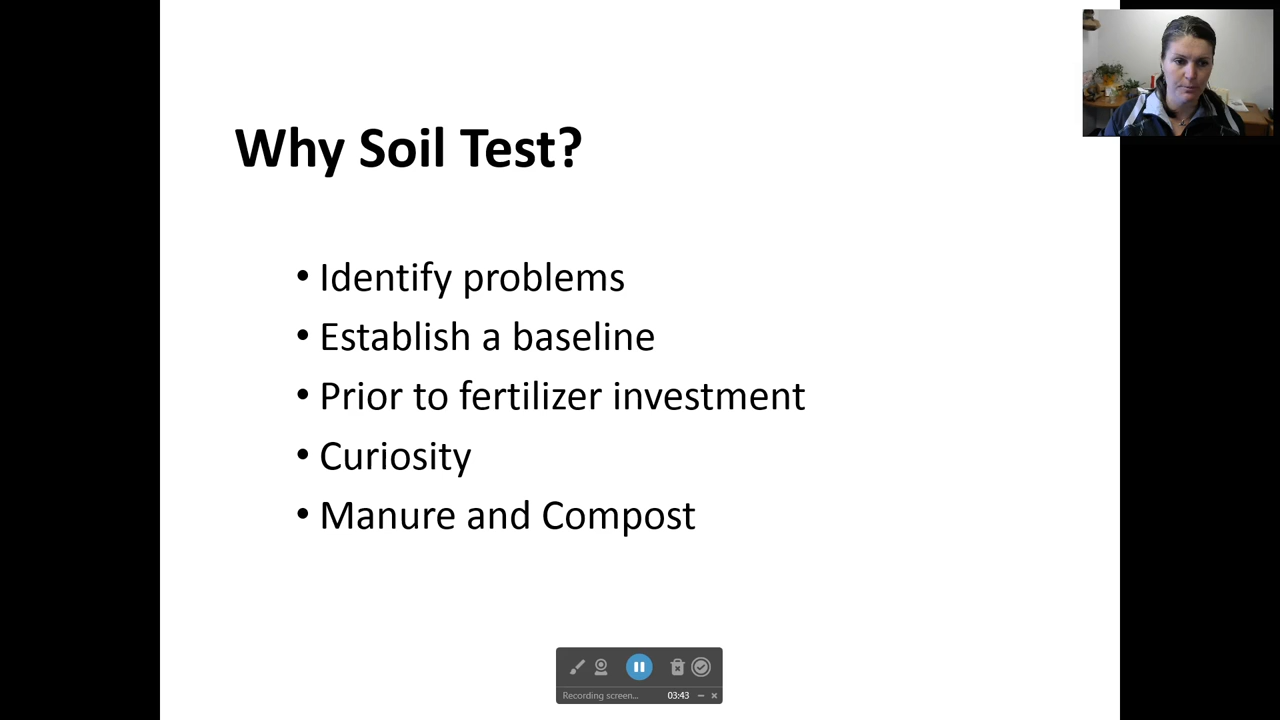 Why Soil Test?
• Identify problems
• Establish a baseline
• Prior to fertilizer investment
• Curiosity
• Manure and Compost
Recording screen... 03:43